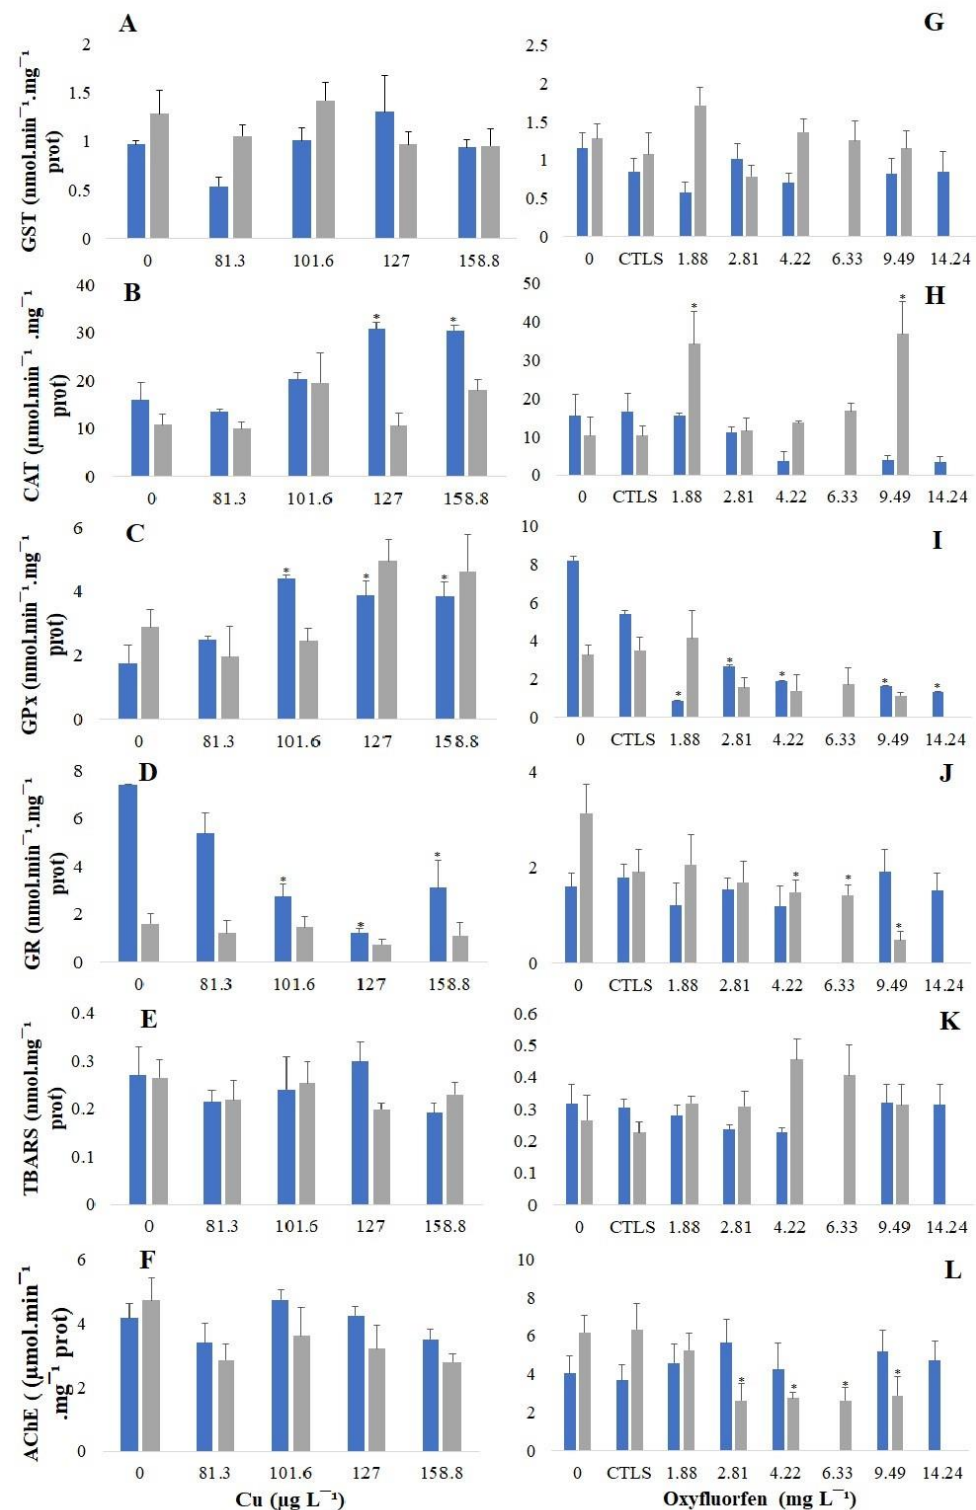 A
GST (nmol.min⁻¹.mg⁻¹
prot)
2
1.5
1
0.5
0
0 81.3 101.6 127 158.8
G
2.5
2
1.5
1
0.5
0
0 CTLS 1.88 2.81 4.22 6.33 9.49 14.24
B
CAT (µmol.min⁻¹ .mg⁻¹
prot)
40
30
20
10
0
* *
0 81.3 101.6 127 158.8
H
50
40
30
20
10
0
* *
0 CTLS 1.88 2.81 4.22 6.33 9.49 14.24
C
GPx (nmol.min⁻¹.mg⁻¹
prot)
6
4
2
0
* * *
0 81.3 101.6 127 158.8
I
10
8
6
4
2
0
* * * * *
0 CTLS 1.88 2.81 4.22 6.33 9.49 14.24
D
GR (nmol.min⁻¹.mg⁻¹
prot)
8
6
4
2
0
* * *
0 81.3 101.6 127 158.8
J
4
2
0
* * *
0 CTLS 1.88 2.81 4.22 6.33 9.49 14.24
E
TBARS (nmol.mg⁻¹
prot)
0.4
0.3
0.2
0.1
0
0 81.3 101.6 127 158.8
K
0.6
0.5
0.4
0.3
0.2
0.1
0
0 CTLS 1.88 2.81 4.22 6.33 9.49 14.24
F
AChE ( ((µmol.min⁻¹
.mg⁻¹ prot)
6
4
2
0
0 81.3 101.6 127 158.8
Cu (µg L⁻¹)
L
10
8
6
4
2
0
* * * *
0 CTLS 1.88 2.81 4.22 6.33 9.49 14.24
Oxyfluorfen (mg L⁻¹)